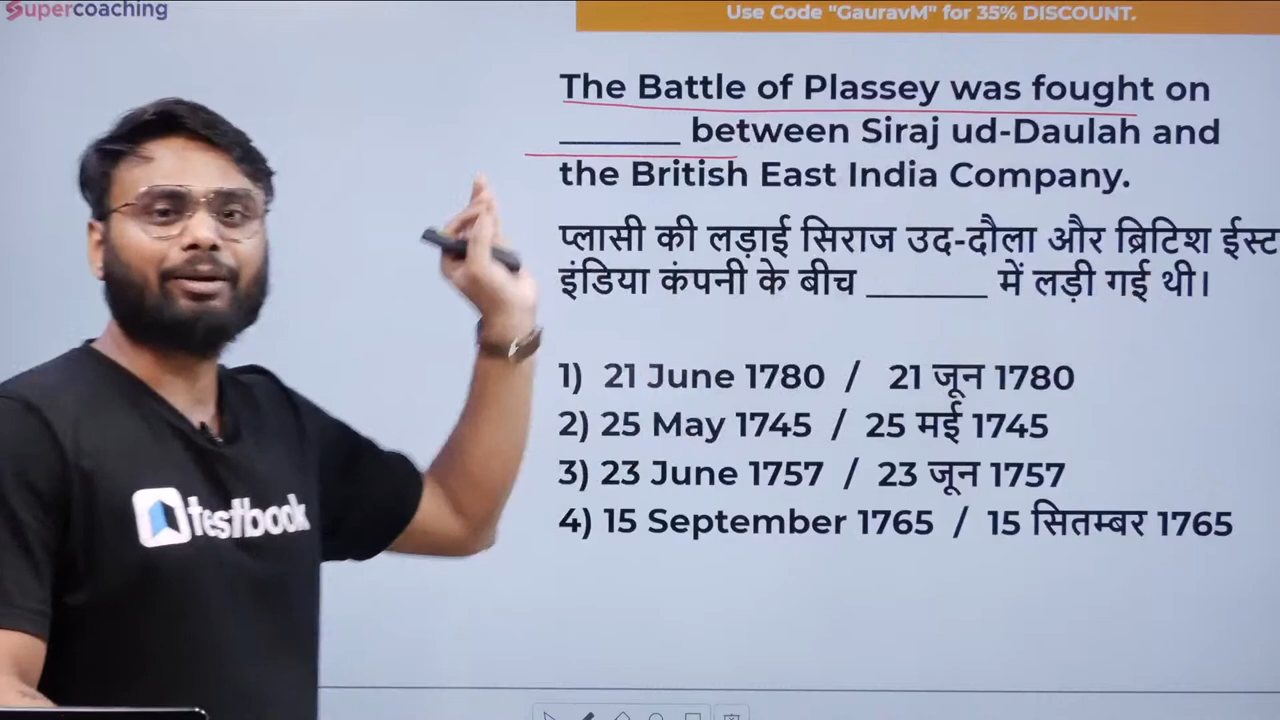 Supercoaching
Use Code "GauravM" for 35% DISCOUNT.
The Battle of Plassey was fought on
_______ between Siraj ud-Daulah and
the British East India Company.
प्लासी की लड़ाई सिराज उद-दौला और ब्रिटिश ईस्ट
इंडिया कंपनी के बीच _______ में लड़ी गई थी।
1) 21 June 1780 / 21 जून 1780
2) 25 May 1745 / 25 मई 1745
3) 23 June 1757 / 23 जून 1757
4) 15 September 1765 / 15 सितम्बर 1765
testbook